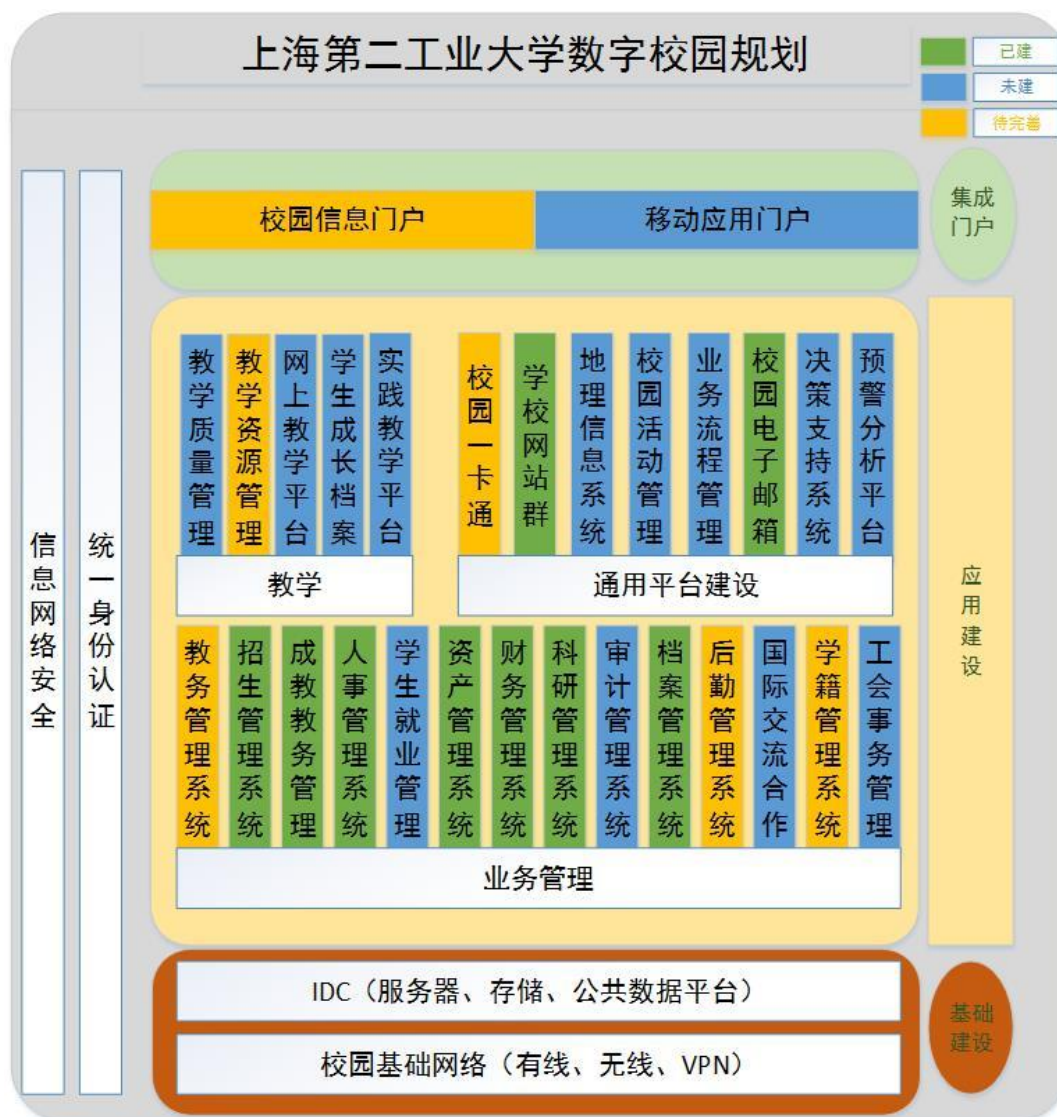 上海第二工业大学数字校园规划
已建
未建
待完善
信息网络安全
统一身份认证
校园信息门户
移动应用门户
集成
门户
教学质量管理
教学资源管理
网上教学平台
学生成长档案
实践教学平台
教学
校园一卡通
学校网站群
地理信息系统
校园活动管理
业务流程管理
校园电子邮箱
决策支持系统
预警分析平台
通用平台建设
教务管理系统
招生管理系统
成教教务管理
人事管理系统
学生就业管理
资产管理系统
财务管理系统
科研管理系统
审计管理系统
档案管理系统
后勤管理系统
国际交流合作
学籍管理系统
工会事务管理
业务管理
应用建设
IDC（服务器、存储、公共数据平台）
校园基础网络（有线、无线、VPN）
基础
建设